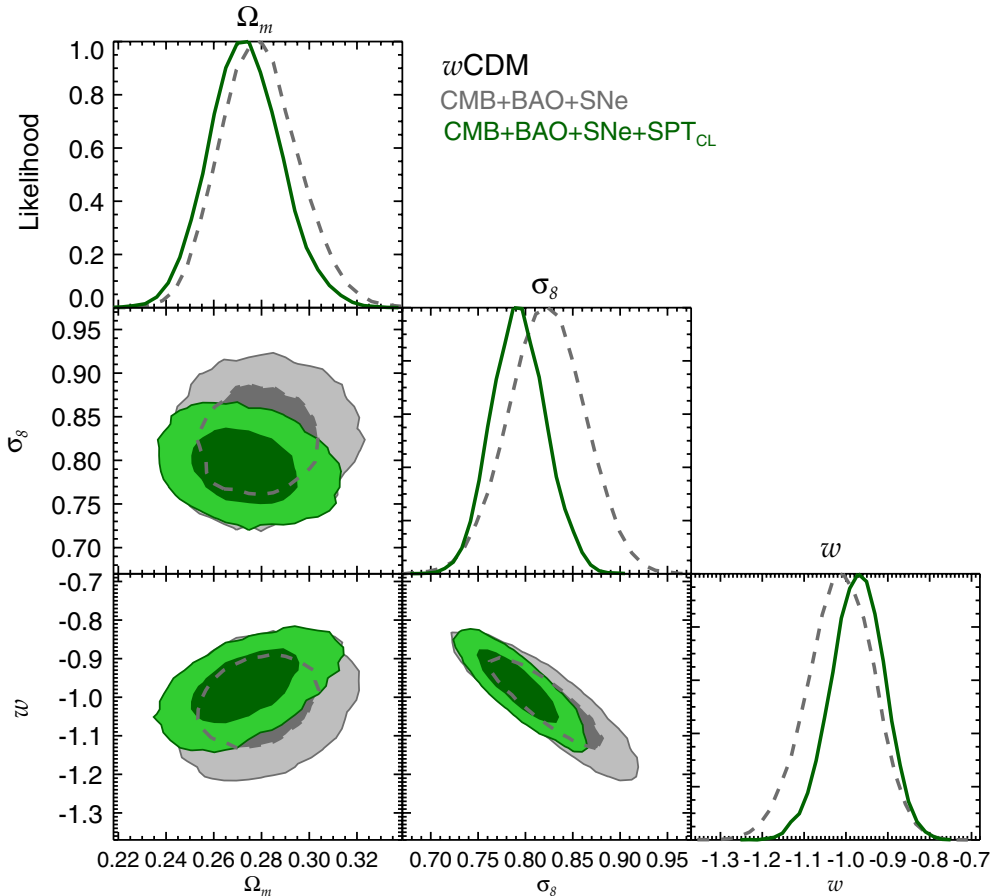 Ωm
wCDM
CMB+BAO+SNe
CMB+BAO+SNe+SPTCL
Likelihood
1.0
0.8
0.6
0.4
0.2
0.0
σ8
σ8
0.95
0.90
0.85
0.80
0.75
0.70
w
w
-0.7
-0.8
-0.9
-1.0
-1.1
-1.2
-1.3
0.22 0.24 0.26 0.28 0.30 0.32
0.70 0.75 0.80 0.85 0.90 0.95
-1.3 -1.2 -1.1 -1.0 -0.9 -0.8 -0.7
Ωm
σ8
w